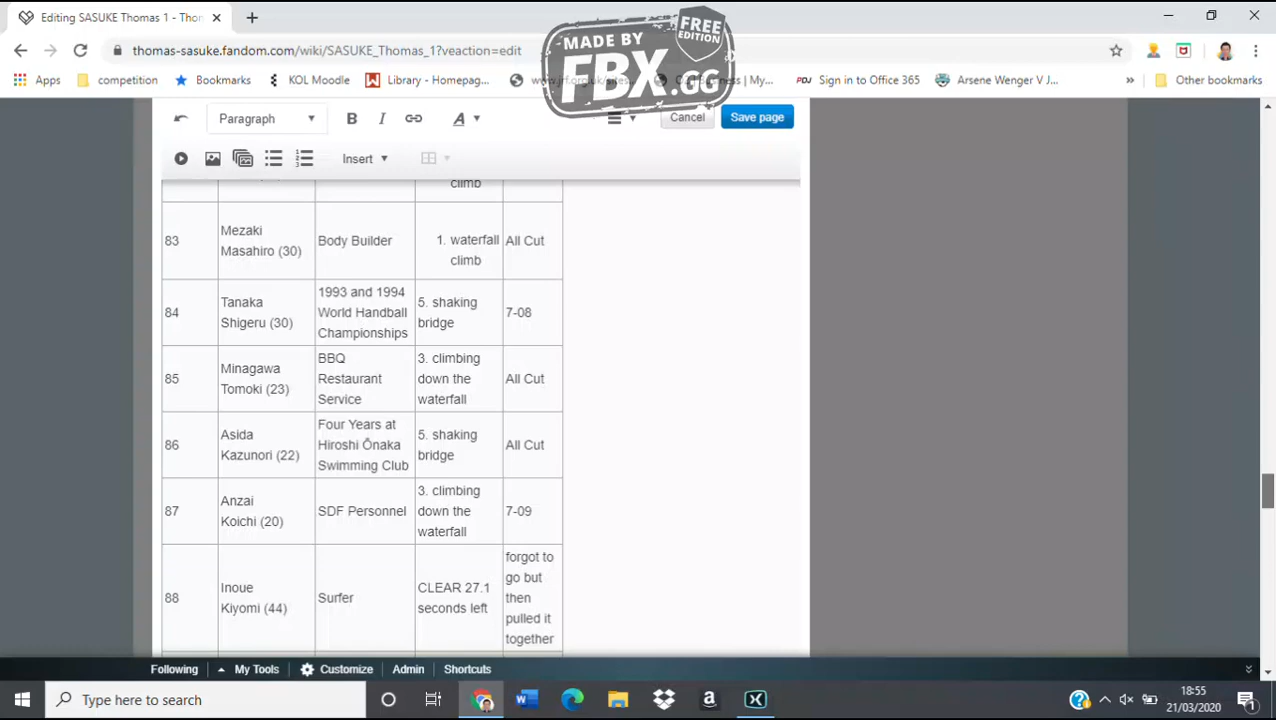 Editing SASUKE Thomas 1 - Thom
thomas-sasuke.fandom.com/wiki/SASUKE_Thomas_1?veaction=edit
MADE BY
FBX.GG
FREE
EDITION
Apps
competition
Bookmarks
KOL Moodle
Library - Homepag...
Sign in to Office 365
Arsene Wenger V J...
»
Other bookmarks
Paragraph
B
I
A
Cancel
Save page
Insert
climb
83
Mezaki
Masahiro (30)
Body Builder
1. waterfall
climb
All Cut
84
Tanaka
Shigeru (30)
1993 and 1994
World Handball
Championships
5. shaking
bridge
7-08
85
Minagawa
Tomoki (23)
BBQ
Restaurant
Service
3. climbing
down the
waterfall
All Cut
86
Asida
Kazunori (22)
Four Years at
Hiroshi Ōnaka
Swimming Club
5. shaking
bridge
All Cut
87
Anzai
Koichi (20)
SDF Personnel
3. climbing
down the
waterfall
7-09
88
Inoue
Kiyomi (44)
Surfer
CLEAR 27.1
seconds left
forgot to
go but
then
pulled it
together
Following
My Tools
Customize
Admin
Shortcuts
Type here to search
18:55
21/03/2020